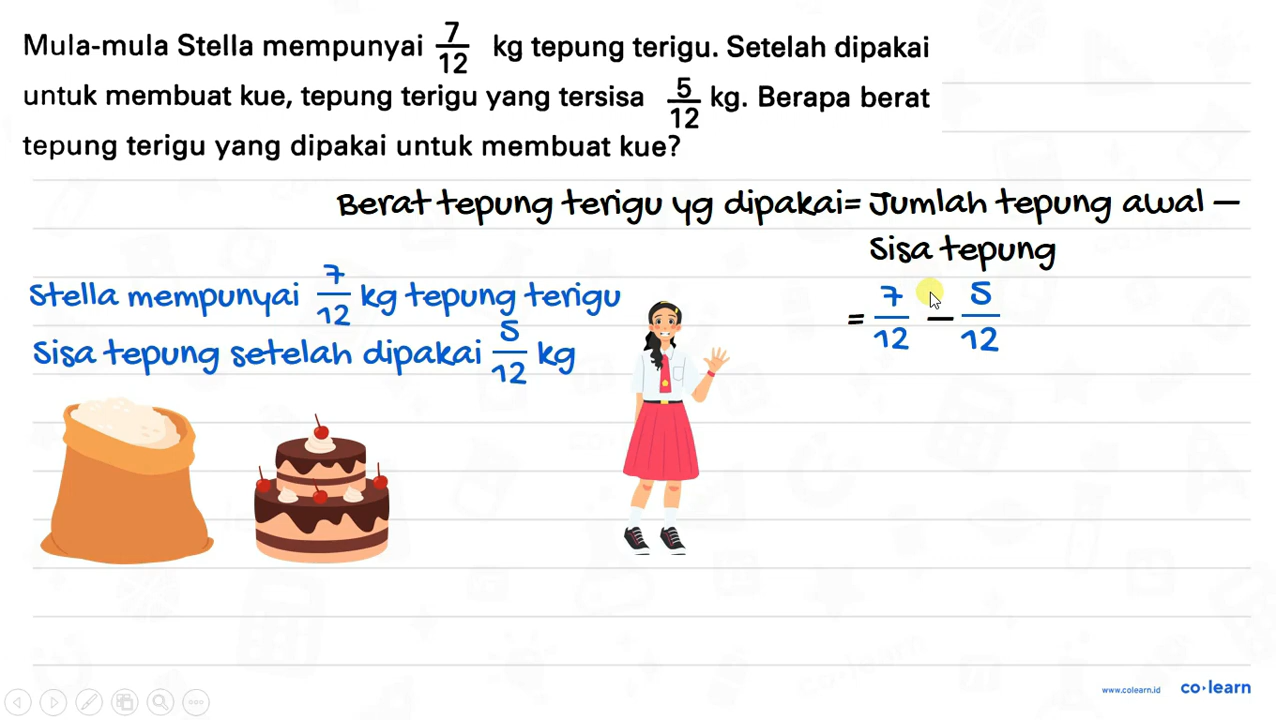 Mula-mula Stella mempunyai 7/12 kg tepung terigu. Setelah dipakai
untuk membuat kue, tepung terigu yang tersisa 5/12 kg. Berapa berat
tepung terigu yang dipakai untuk membuat kue?
Berat tepung terigu yg dipakai = Jumlah tepung awal –
Sisa tepung
Stella mempunyai 7/12 kg tepung terigu
= 7/12 – 5/12
Sisa tepung setelah dipakai 5/12 kg
www.colearn.id co·learn